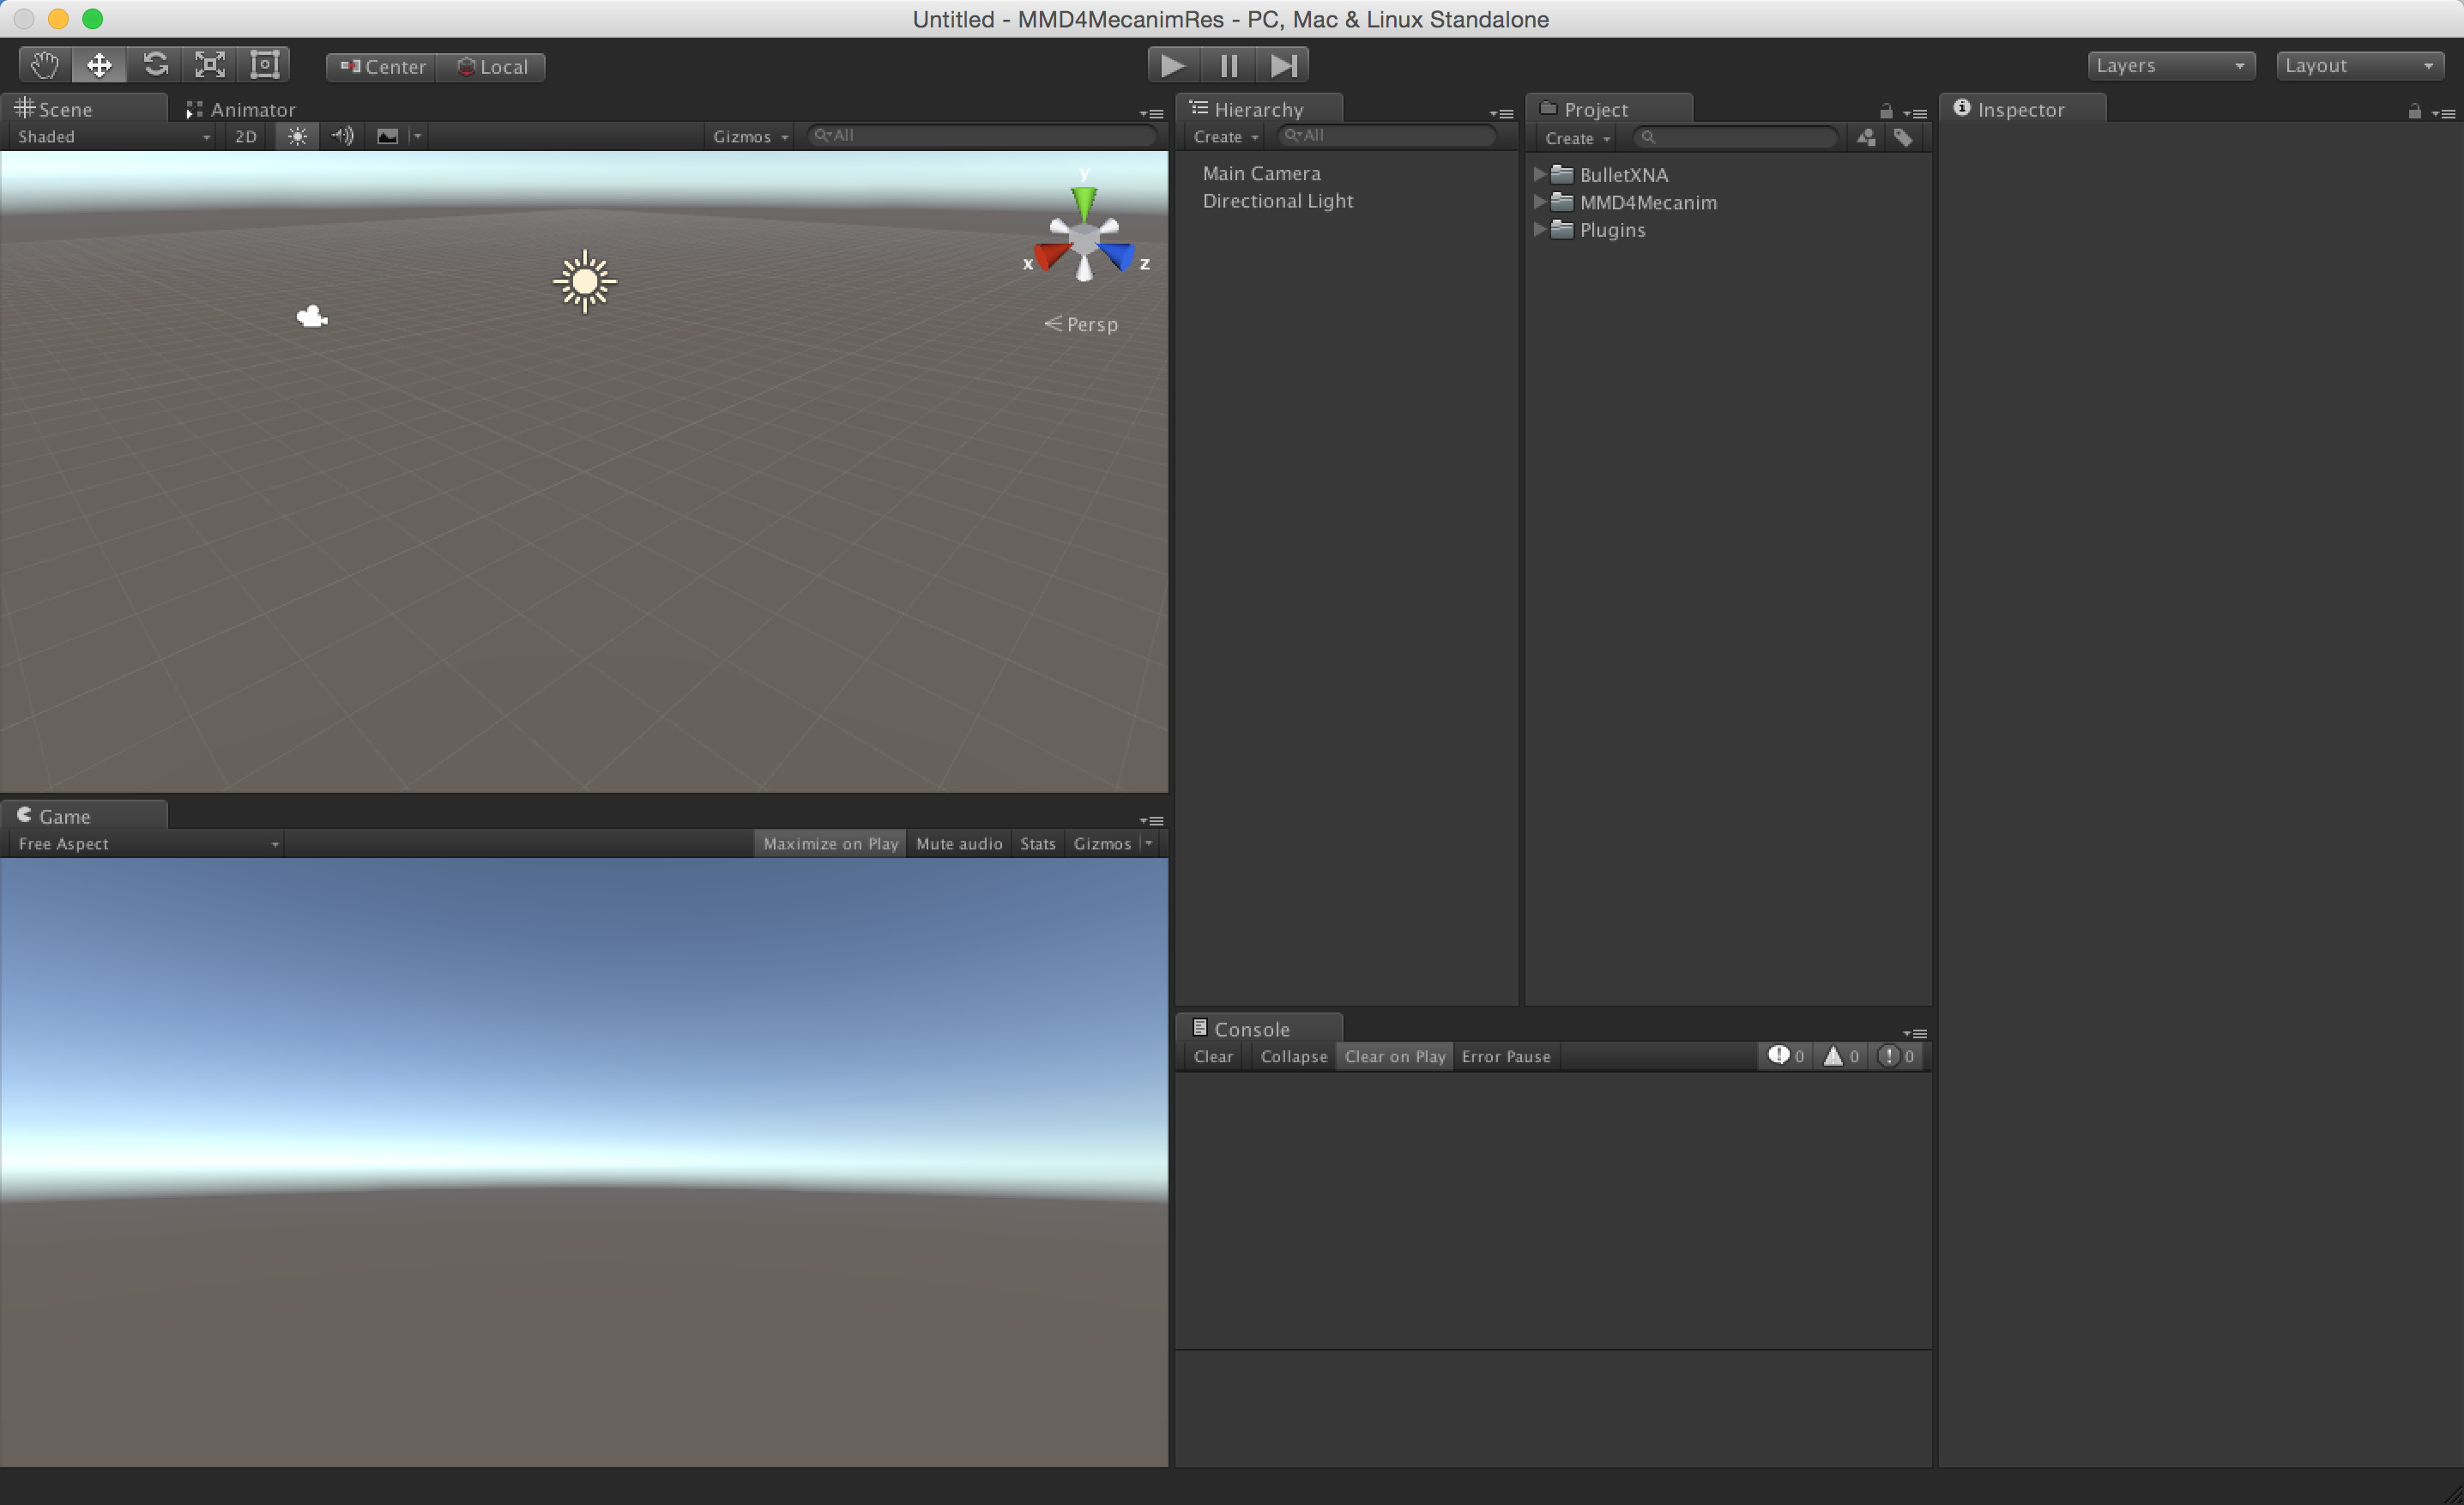 Untitled - MMD4MecanimRes - PC, Mac & Linux Standalone
Center Local Layers Layout
Scene Animator
Shaded 2D Gizmos All
y
x z
Persp
Hierarchy
Create All
Main Camera
Directional Light
Project
Create
BulletXNA
MMD4Mecanim
Plugins
Inspector
Game
Free Aspect Maximize on Play Mute audio Stats Gizmos
Console
Clear Collapse Clear on Play Error Pause 0 0 0